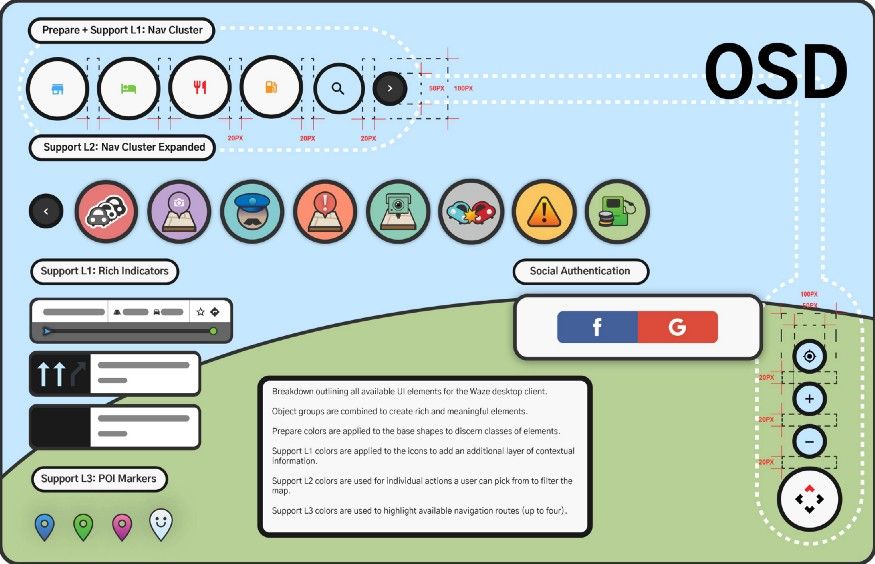 Prepare + Support L1: Nav Cluster
OSD
50PX
100PX
20PX
20PX
20PX
Support L2: Nav Cluster Expanded
Support L1: Rich Indicators
Social Authentication
100PX
50PX
f
G
20PX
20PX
20PX
Breakdown outlining all available UI elements for the Waze desktop client.
Object groups are combined to create rich and meaningful elements.
Prepare colors are applied to the base shapes to discern classes of elements.
Support L1 colors are applied to the icons to add an additional layer of contextual
information.
Support L2 colors are used for individual actions a user can pick from to filter the
map.
Support L3 colors are used to highlight available navigation routes (up to four).
Support L3: POI Markers